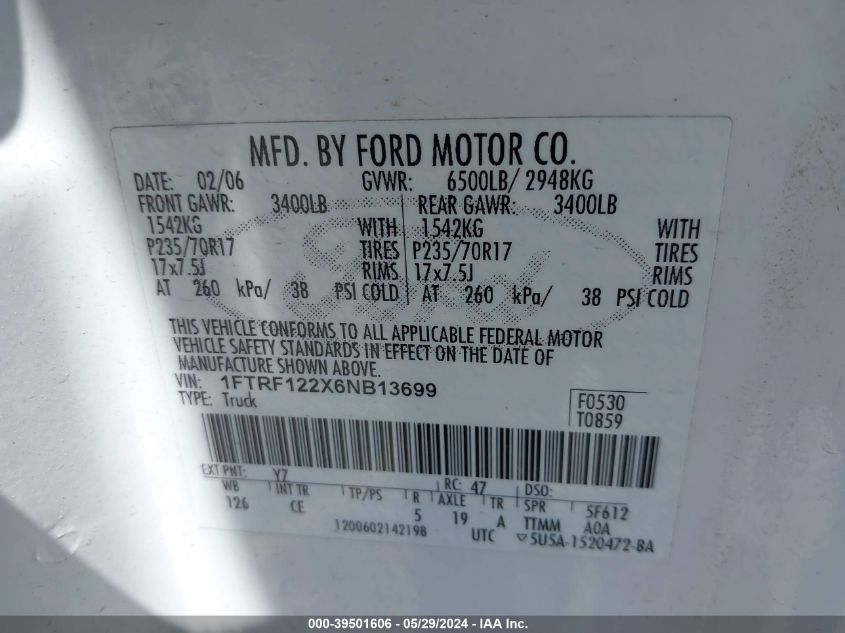 MFD. BY FORD MOTOR CO.
DATE: 02/06 GVWR: 6500LB/ 2948KG
FRONT GAWR: 3400LB REAR GAWR: 3400LB
1542KG WITH 1542KG WITH
P235/70R17 TIRES P235/70R17 TIRES
17x7.5J RIMS 17x7.5J RIMS
AT 260 kPa/ 38 PSI COLD AT 260 kPa/ 38 PSI COLD
THIS VEHICLE CONFORMS TO ALL APPLICABLE FEDERAL MOTOR
VEHICLE SAFETY STANDARDS IN EFFECT ON THE DATE OF
MANUFACTURE SHOWN ABOVE.
VIN: 1FTRF122X6NB13699 F0530
TYPE: Truck T0859
EXT PNT: YZ RC: 47 DSO:
WB INT TR TP/PS R AXLE TR SPR 5F612
126 CE 5 19 A TTMM A0A
1200602142198 UTC ▽5U5A-1520472-BA
000-39501606 - 05/29/2024 - IAA Inc.